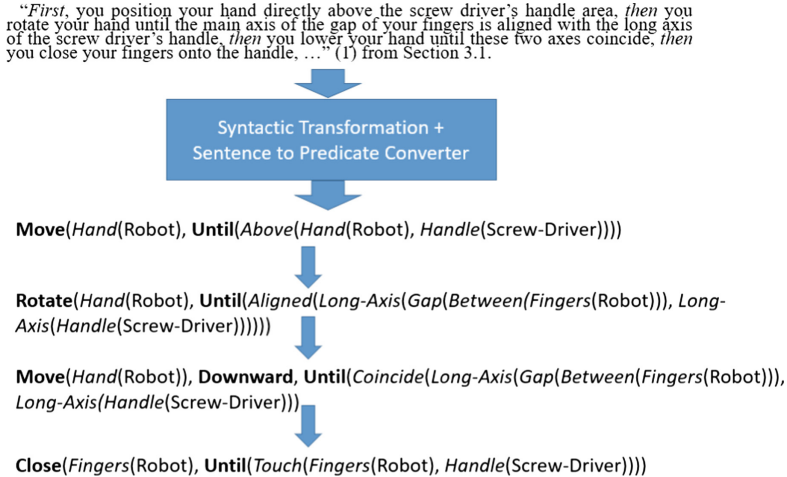 “First, you position your hand directly above the screw driver’s handle area, then you
rotate your hand until the main axis of the gap of your fingers is aligned with the long axis
of the screw driver’s handle, then you lower your hand until these two axes coincide, then
you close your fingers onto the handle, …” (1) from Section 3.1.
Syntactic Transformation +
Sentence to Predicate Converter
Move(Hand(Robot), Until(Above(Hand(Robot), Handle(Screw-Driver))))
Rotate(Hand(Robot), Until(Aligned(Long-Axis(Gap(Between(Fingers(Robot))), Long-
Axis(Handle(Screw-Driver))))))
Move(Hand(Robot)), Downward, Until(Coincide(Long-Axis(Gap(Between(Fingers(Robot))),
Long-Axis(Handle(Screw-Driver)))
Close(Fingers(Robot), Until(Touch(Fingers(Robot), Handle(Screw-Driver))))